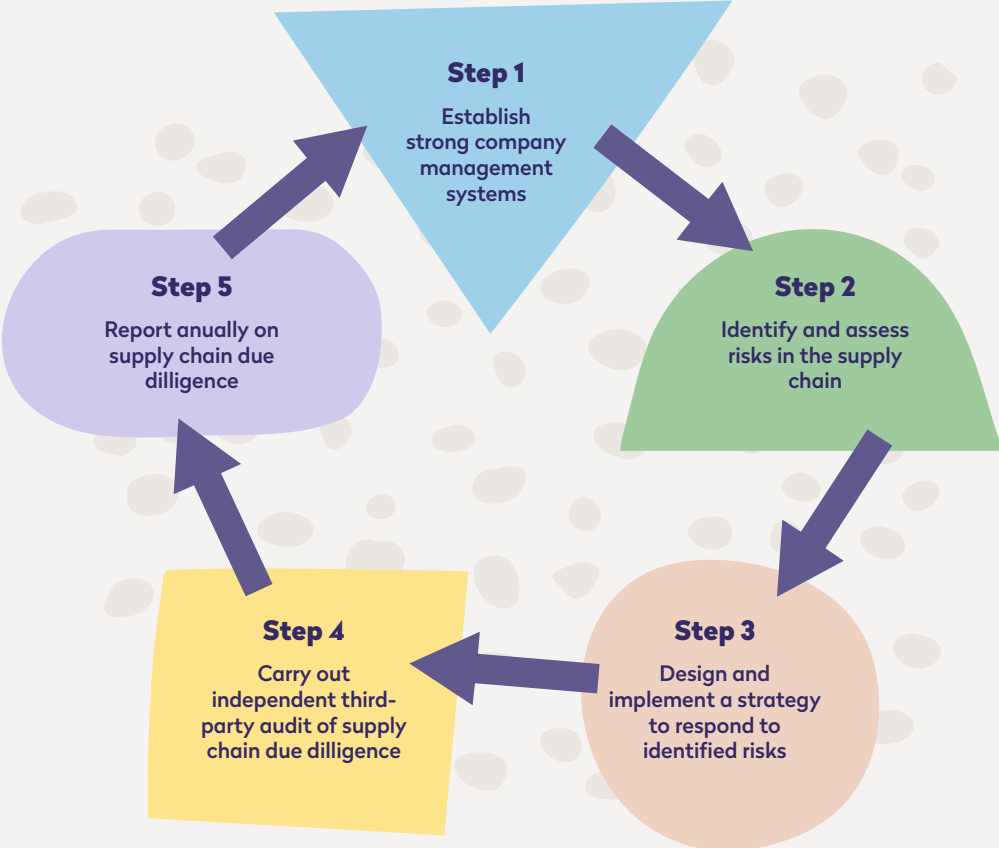 Step 1
Establish
strong company
management
systems
Step 2
Identify and assess
risks in the supply
chain
Step 3
Design and
implement a strategy
to respond to
identified risks
Step 4
Carry out
independent third-
party audit of supply
chain due dilligence
Step 5
Report anually on
supply chain due
dilligence